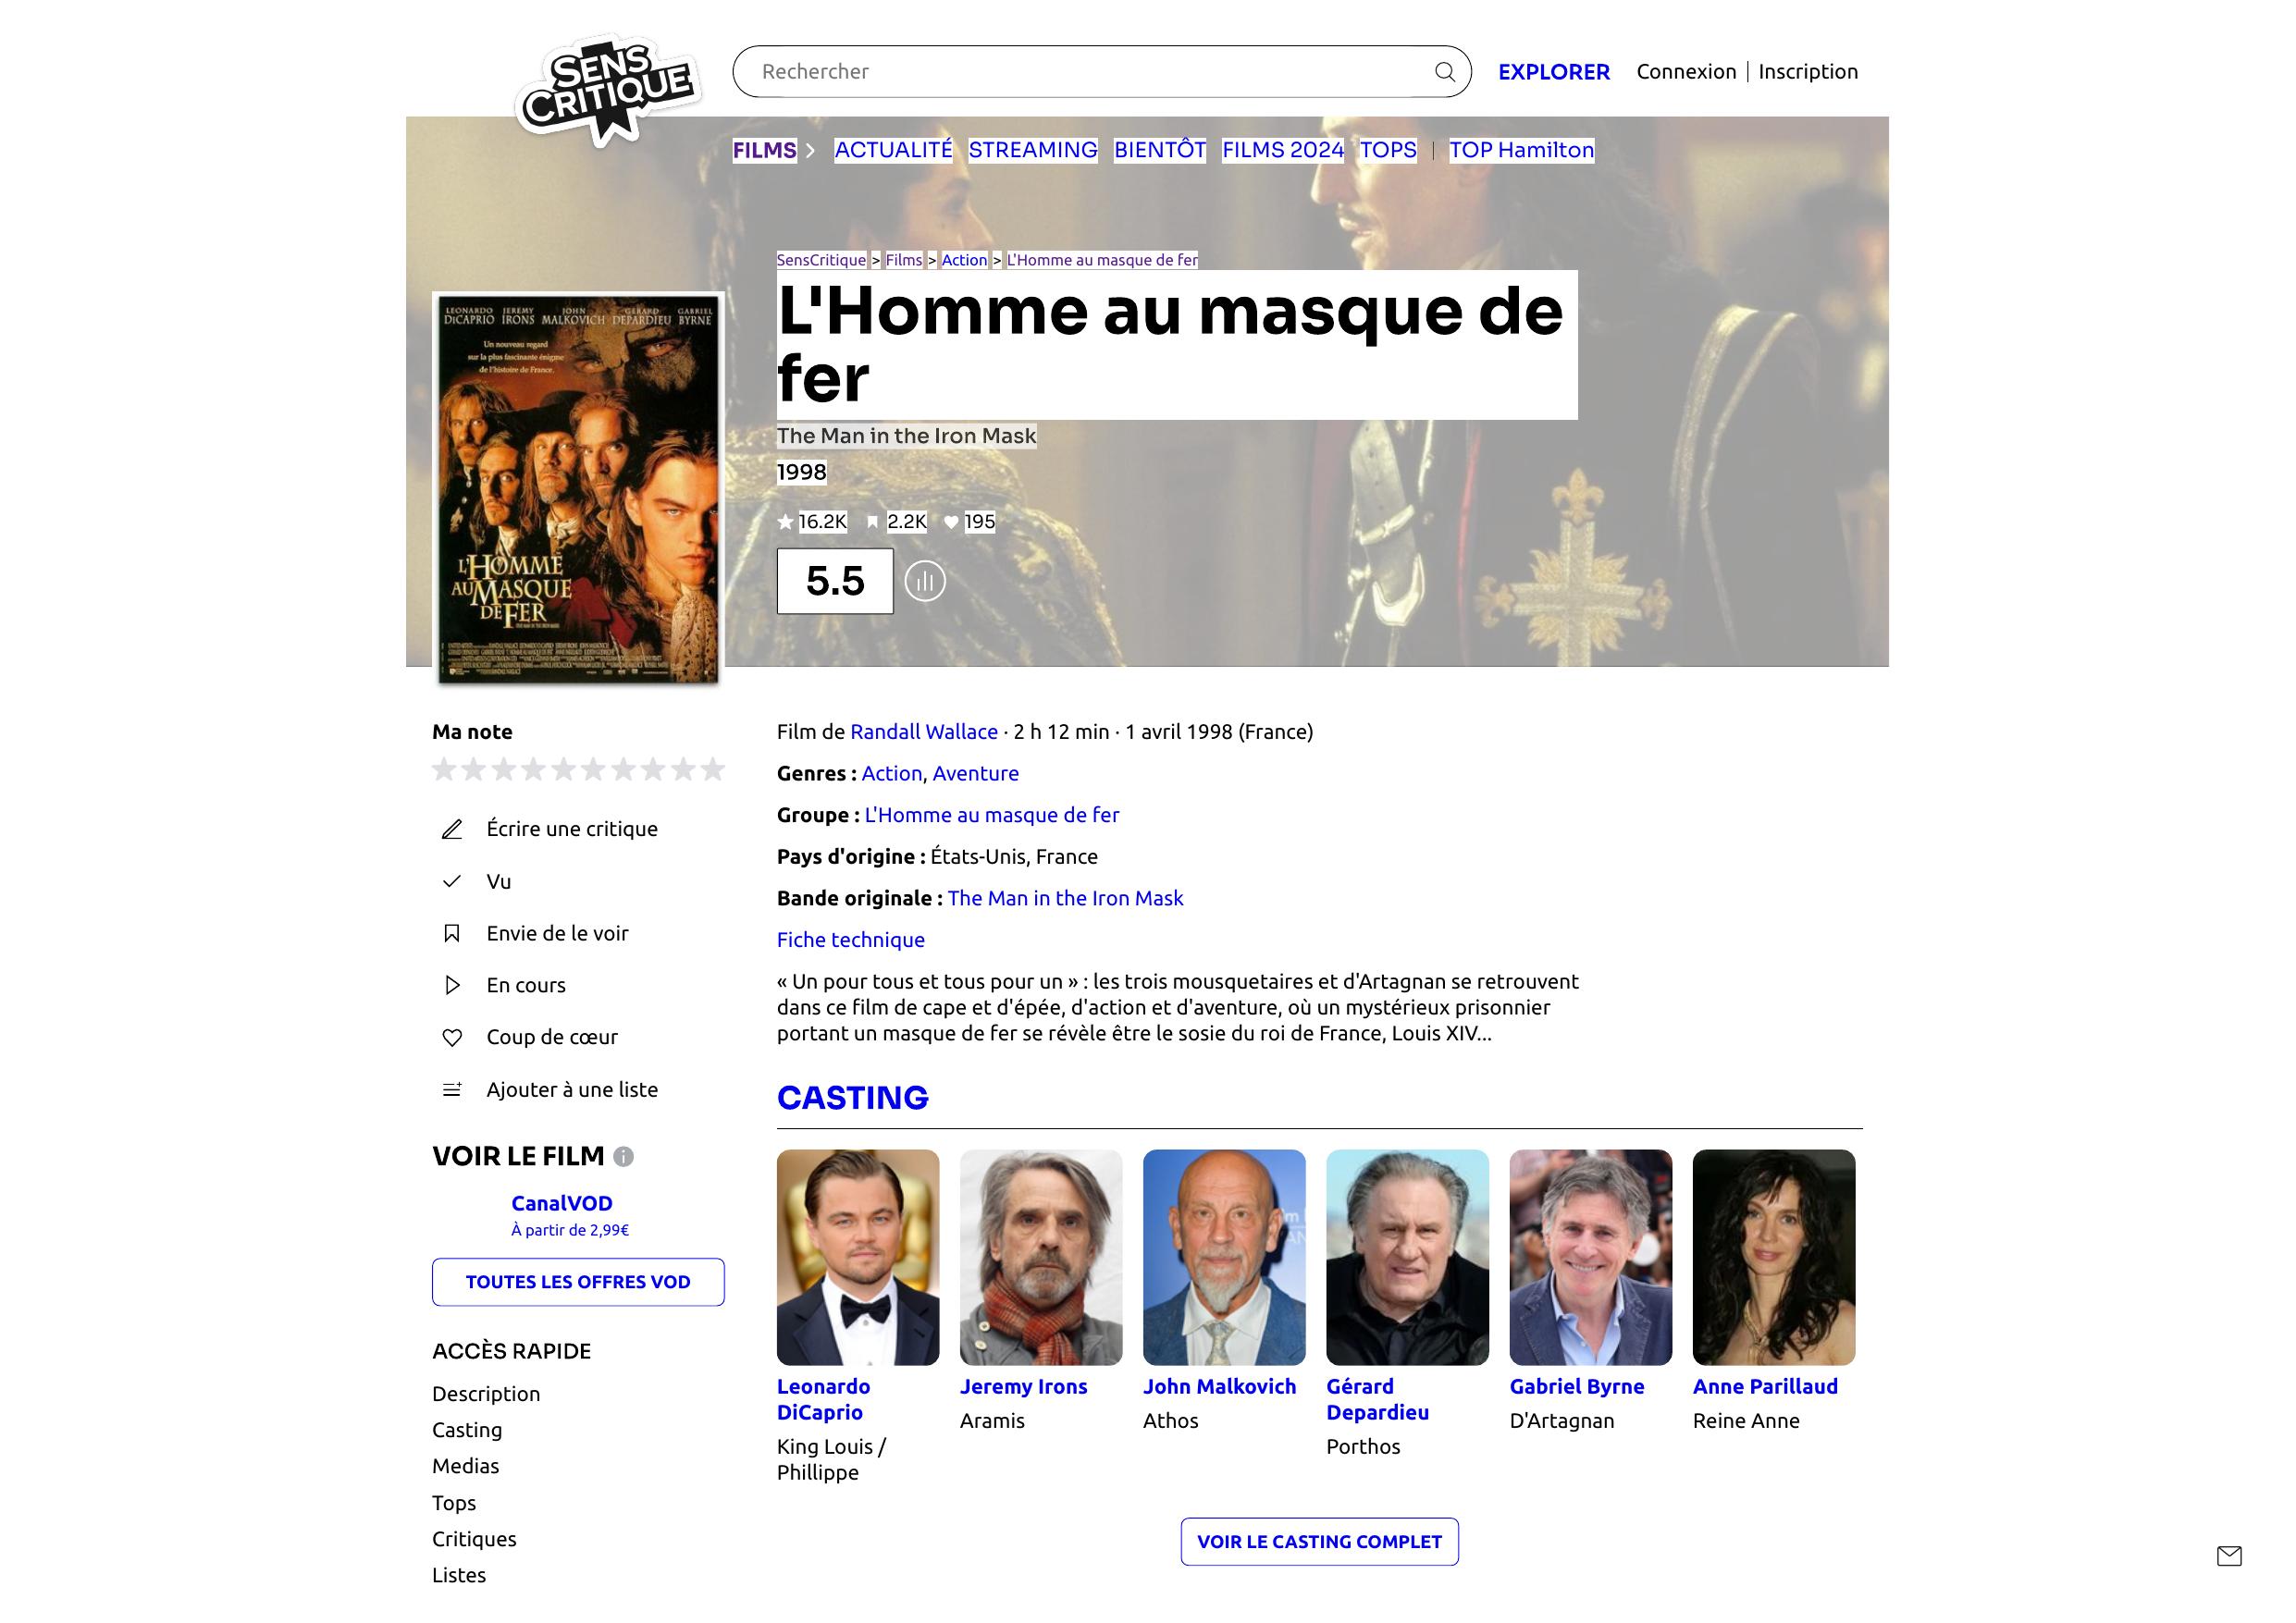 SENS
CRITIQUE
Rechercher
EXPLORER
Connexion | Inscription
FILMS
ACTUALITÉ
STREAMING
BIENTÔT
FILMS 2024
TOPS
| TOP Hamilton
SensCritique > Films > Action > L'Homme au masque de fer
L'Homme au masque de
fer
The Man in the Iron Mask
1998
16.2K
2.2K
195
5.5
LEONARDO DiCAPRIO
JEREMY IRONS
JOHN MALKOVICH
GERARD DEPARDIEU
GABRIEL BYRNE
Un nouveau regard
sur la plus fascinante énigme
de l'histoire de France.
L'HOMME
AU MASQUE
DE FER
Ma note
Écrire une critique
Vu
Envie de le voir
En cours
Coup de cœur
Ajouter à une liste
VOIR LE FILM
CanalVOD
À partir de 2,99€
TOUTES LES OFFRES VOD
ACCÈS RAPIDE
Description
Casting
Medias
Tops
Critiques
Listes
Film de Randall Wallace · 2 h 12 min · 1 avril 1998 (France)
Genres : Action, Aventure
Groupe : L'Homme au masque de fer
Pays d'origine : États-Unis, France
Bande originale : The Man in the Iron Mask
Fiche technique
« Un pour tous et tous pour un » : les trois mousquetaires et d'Artagnan se retrouvent
dans ce film de cape et d'épée, d'action et d'aventure, où un mystérieux prisonnier
portant un masque de fer se révèle être le sosie du roi de France, Louis XIV...
CASTING
Leonardo
DiCaprio
King Louis /
Phillippe
Jeremy Irons
Aramis
John Malkovich
Athos
Gérard
Depardieu
Porthos
Gabriel Byrne
D'Artagnan
Anne Parillaud
Reine Anne
VOIR LE CASTING COMPLET